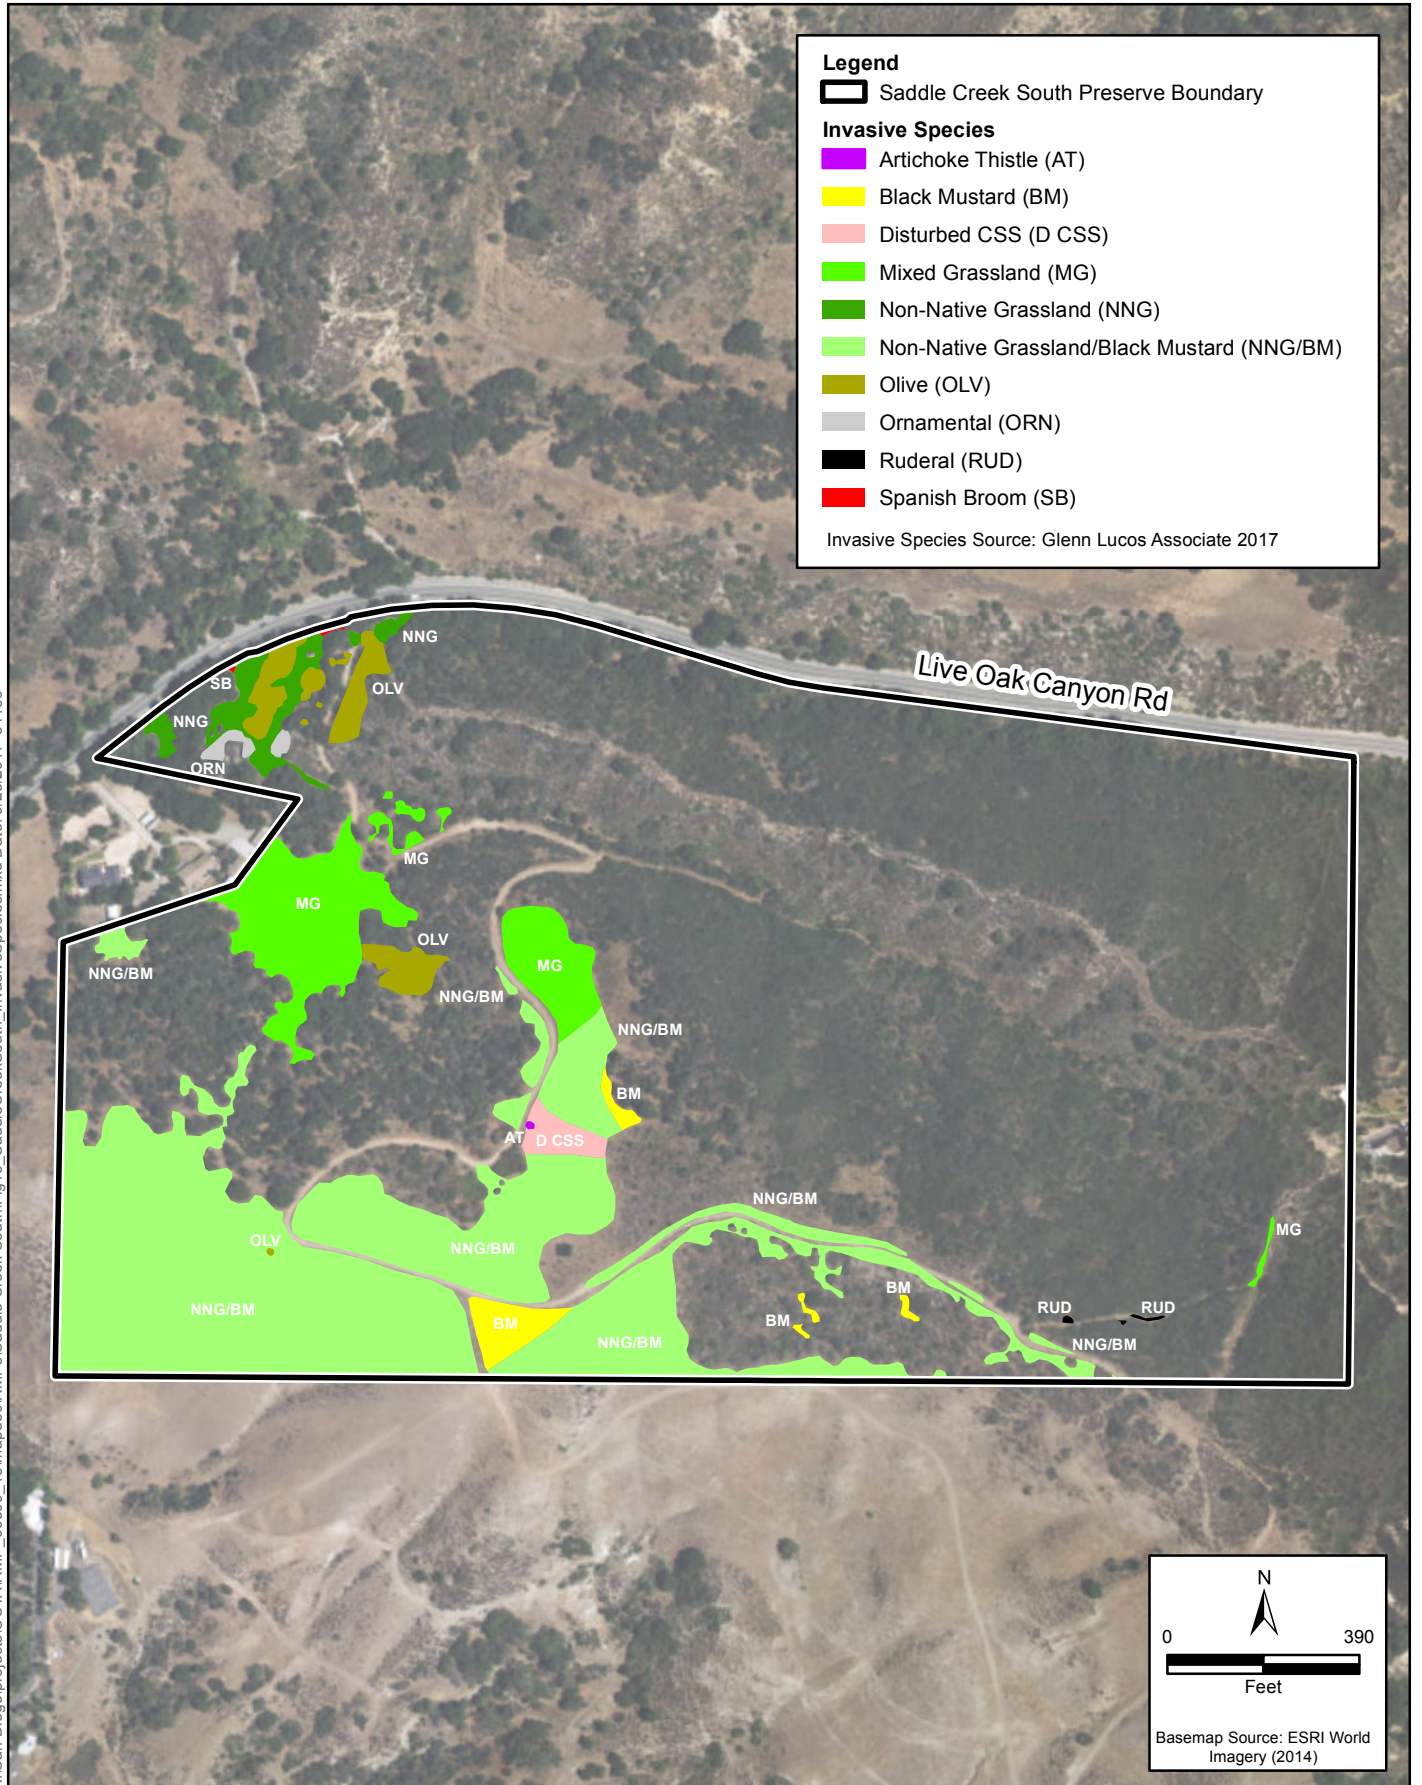 Legend
Saddle Creek South Preserve Boundary
Invasive Species
Artichoke Thistle (AT)
Black Mustard (BM)
Disturbed CSS (D CSS)
Mixed Grassland (MG)
Non-Native Grassland (NNG)
Non-Native Grassland/Black Mustard (NNG/BM)
Olive (OLV)
Ornamental (ORN)
Ruderal (RUD)
Spanish Broom (SB)
Invasive Species Source: Glenn Lucos Associate 2017
Live Oak Canyon Rd
NNG
SB
OLV
NNG
ORN
MG
MG
OLV
MG
NNG/BM
NNG/BM
NNG/BM
BM
AT
D CSS
NNG/BM
MG
OLV
NNG/BM
NNG/BM
BM
RUD
RUD
BM
BM
NNG/BM
NNG/BM
N
0 390
Feet
Basemap Source: ESRI World
Imagery (2014)